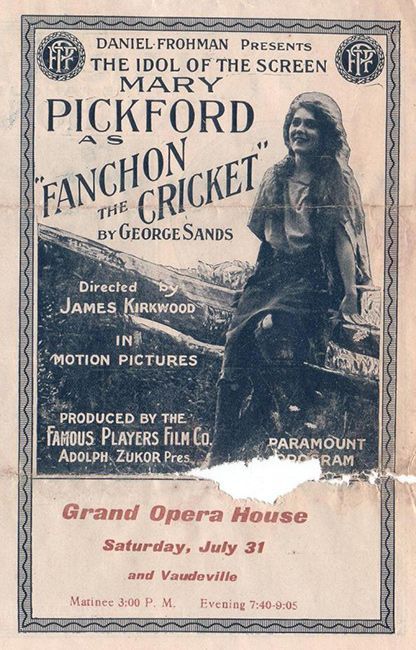 DANIEL FROHMAN PRESENTS
THE IDOL OF THE SCREEN
MARY
PICKFORD
AS
"FANCHON
THE CRICKET"
BY GEORGE SANDS
Directed by
JAMES KIRKWOOD
IN
MOTION PICTURES
PRODUCED BY THE
FAMOUS PLAYERS FILM CO.
ADOLPH ZUKOR Pres.
PARAMOUNT
PROGRAM
Grand Opera House
Saturday, July 31
and Vaudeville
Matinee 3:00 P. M. Evening 7:40-9:05